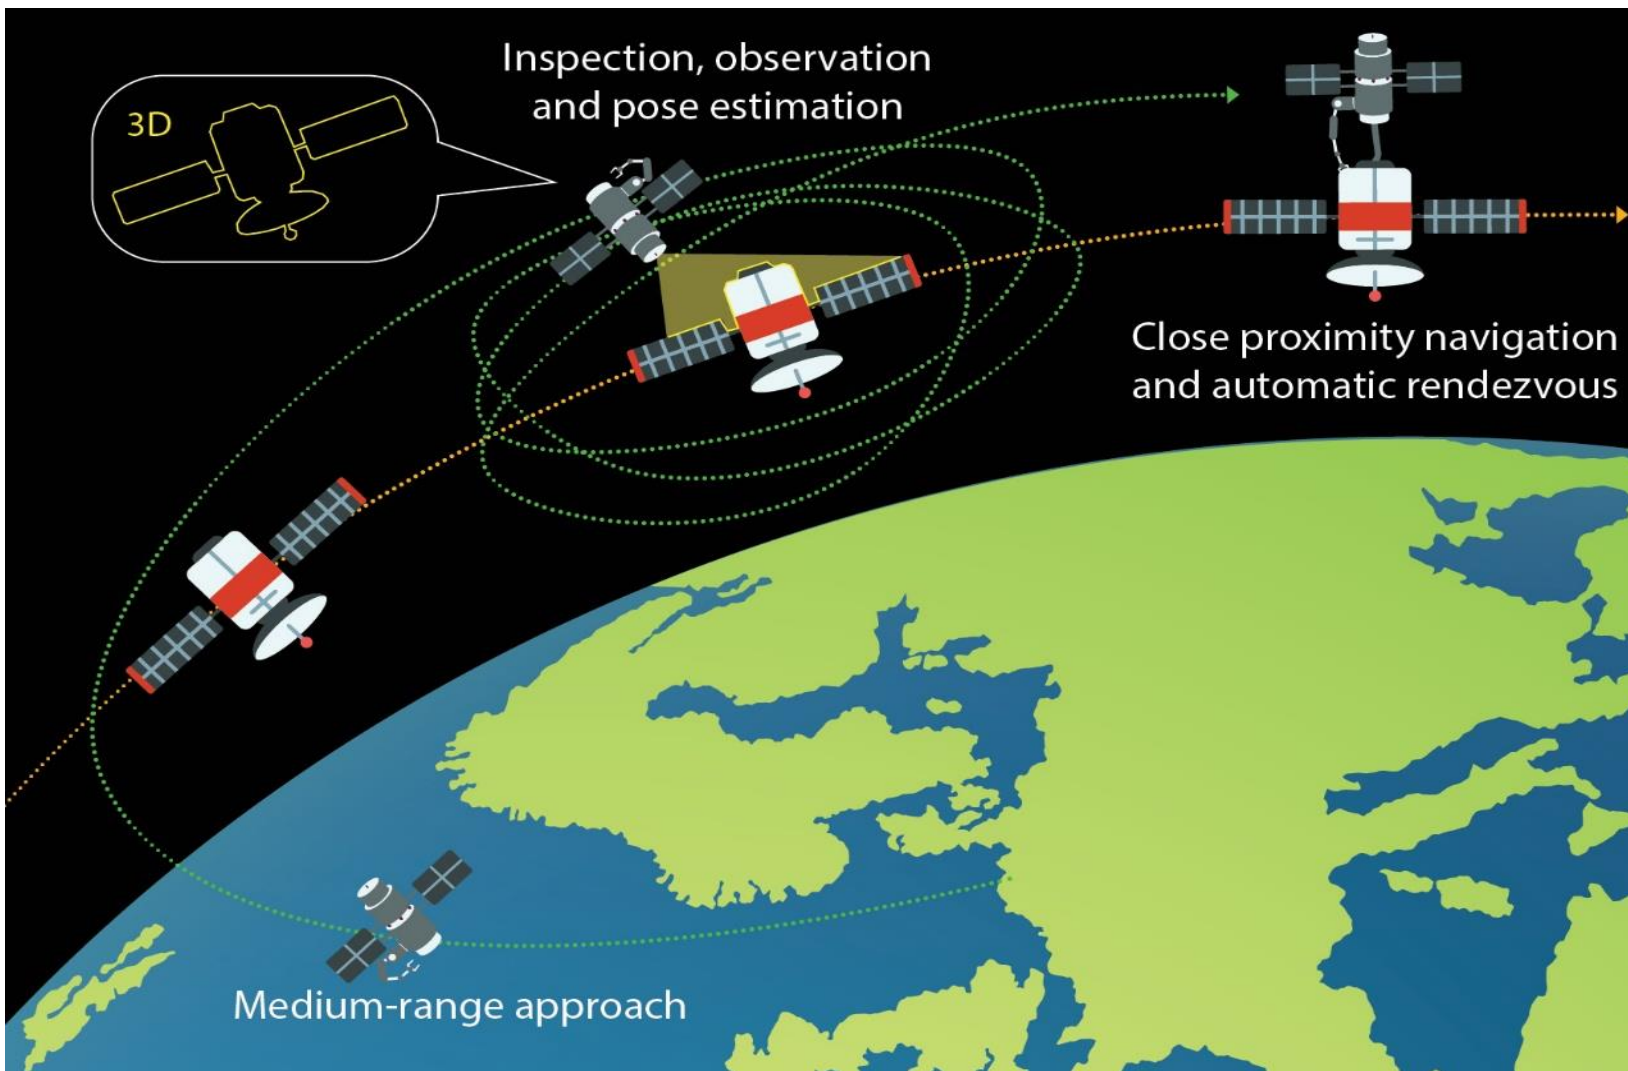 3D
Inspection, observation
and pose estimation
Close proximity navigation
and automatic rendezvous
Medium-range approach